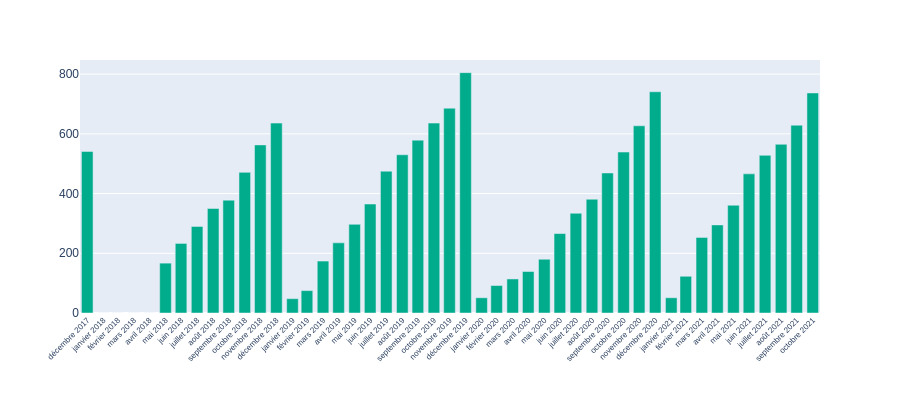 800
600
400
200
0
décembre 2017
janvier 2018
février 2018
mars 2018
avril 2018
mai 2018
juin 2018
juillet 2018
août 2018
septembre 2018
octobre 2018
novembre 2018
décembre 2018
janvier 2019
février 2019
mars 2019
avril 2019
mai 2019
juin 2019
juillet 2019
août 2019
septembre 2019
octobre 2019
novembre 2019
décembre 2019
janvier 2020
février 2020
mars 2020
avril 2020
mai 2020
juin 2020
juillet 2020
août 2020
septembre 2020
octobre 2020
novembre 2020
décembre 2020
janvier 2021
février 2021
mars 2021
avril 2021
mai 2021
juin 2021
juillet 2021
août 2021
septembre 2021
octobre 2021